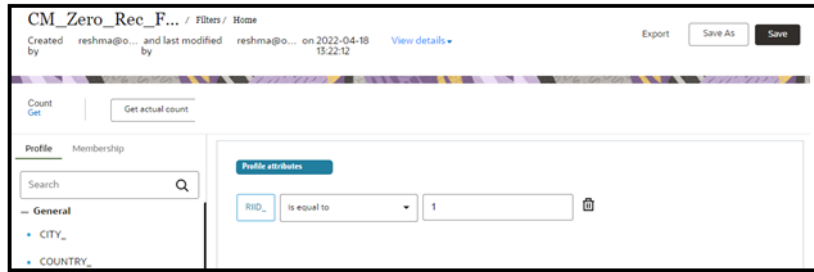 CM_Zero_Rec_F... / Filters / Home
Created by reshma@o... and last modified by reshma@o... on 2022-04-18 13:22:12 View details
Export Save As Save
Count
Get
Get actual count
Profile Membership
Search
General
CITY_
COUNTRY_
Profile attributes
RIID_ Is equal to 1